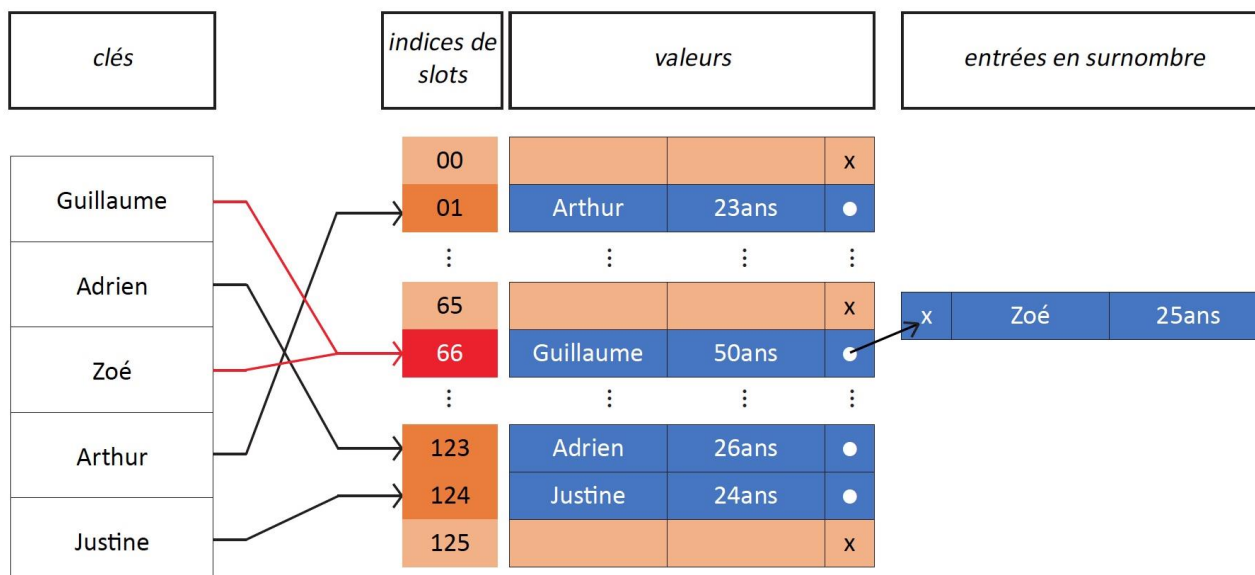 clés
indices de
slots
valeurs
entrées en surnombre
Guillaume
Adrien
Zoé
Arthur
Justine
00 x
01 Arthur 23ans
65 x
66 Guillaume 50ans
x Zoé 25ans
123 Adrien 26ans
124 Justine 24ans
125 x